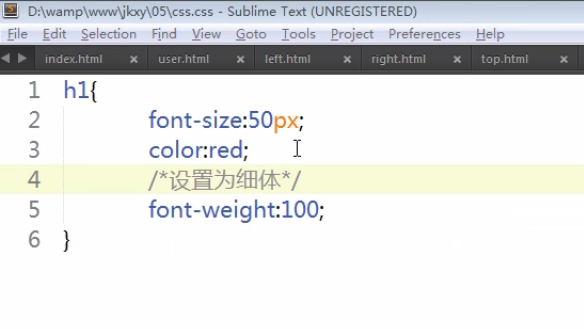 D:\wamp\www\jkxy\05\css.css - Sublime Text (UNREGISTERED)
File Edit Selection Find View Goto Tools Project Preferences Help
index.html × user.html × left.html × right.html × top.html ×
1 h1{
2 font-size:50px;
3 color:red;
4 /*设置为细体*/
5 font-weight:100;
6 }